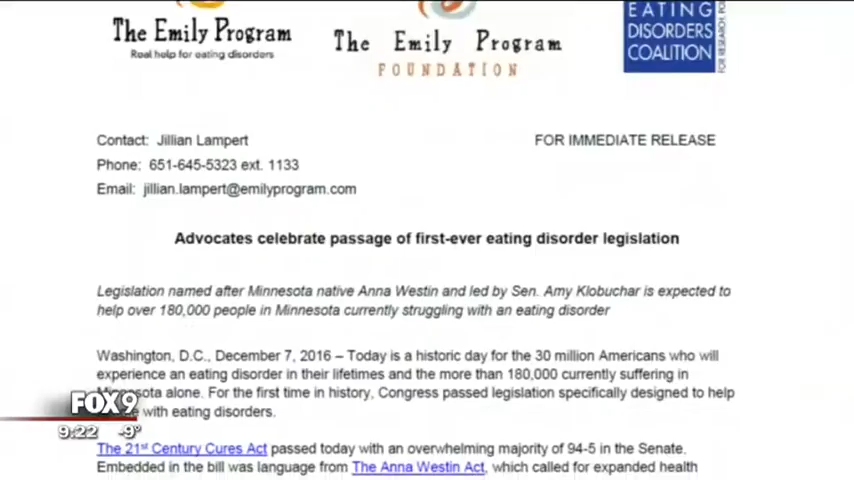 The Emily Program
Real help for eating disorders
The Emily Program
FOUNDATION
EATING
DISORDERS
COALITION
FOR RESEARCH, PO
Contact: Jillian Lampert
FOR IMMEDIATE RELEASE
Phone: 651-645-5323 ext. 1133
Email: jillian.lampert@emilyprogram.com
Advocates celebrate passage of first-ever eating disorder legislation
Legislation named after Minnesota native Anna Westin and led by Sen. Amy Klobuchar is expected to
help over 180,000 people in Minnesota currently struggling with an eating disorder
Washington, D.C., December 7, 2016 – Today is a historic day for the 30 million Americans who will
experience an eating disorder in their lifetimes and the more than 180,000 currently suffering in
Minnesota alone. For the first time in history, Congress passed legislation specifically designed to help
with eating disorders.
FOX 9
9:22 -9°
The 21st Century Cures Act passed today with an overwhelming majority of 94-5 in the Senate.
Embedded in the bill was language from The Anna Westin Act, which called for expanded health